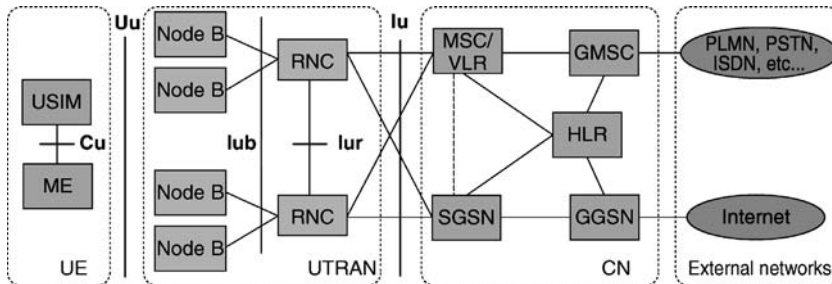 Uu
Iu
Node B
Node B
RNC
MSC/
VLR
GMSC
PLMN, PSTN,
ISDN, etc...
USIM
Cu
ME
Iub
Iur
HLR
Node B
Node B
RNC
SGSN
GGSN
Internet
UE
UTRAN
CN
External networks